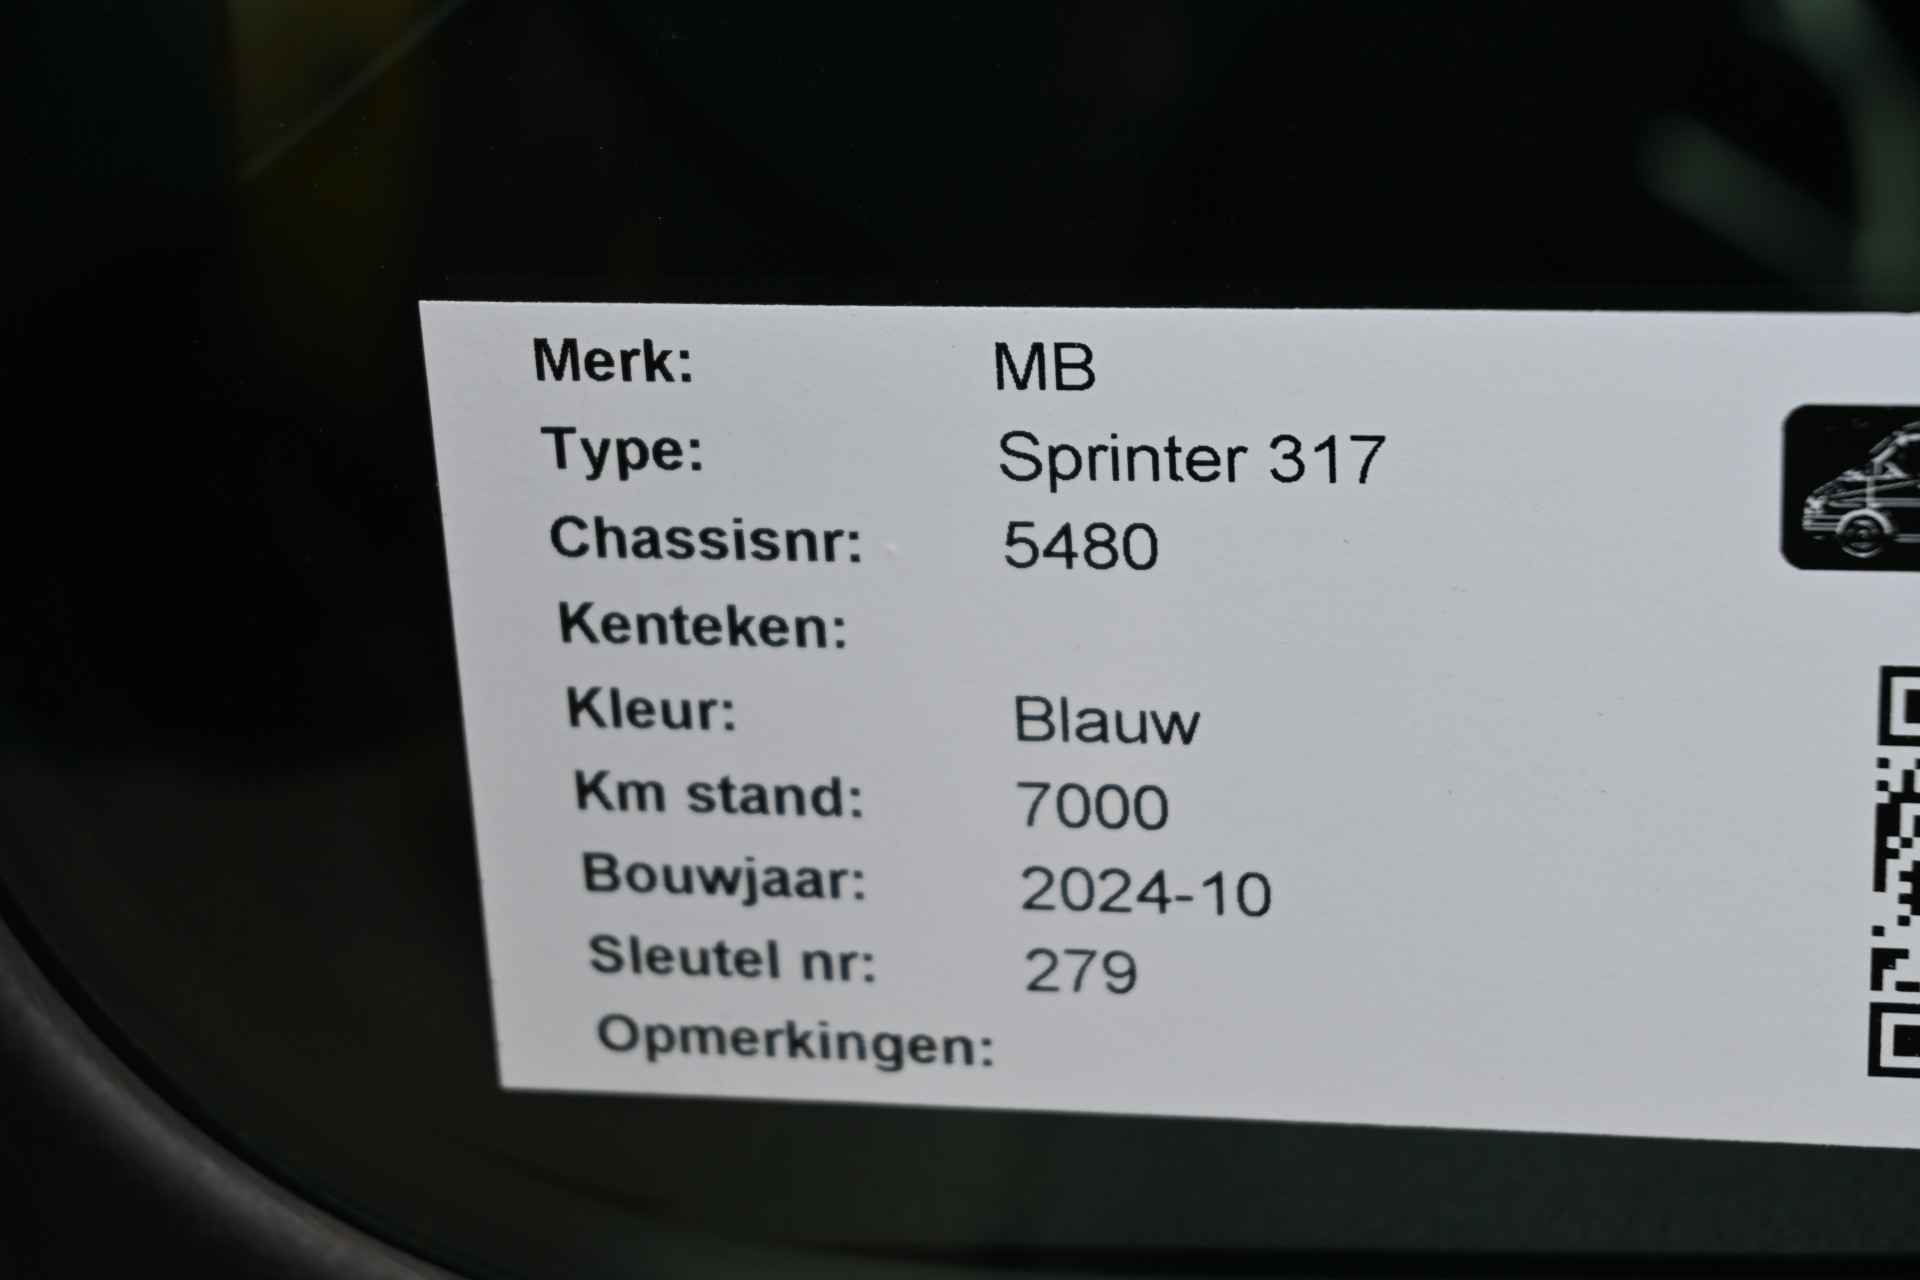 Merk: MB
Type: Sprinter 317
Chassisnr: 5480
Kenteken:
Kleur: Blauw
Km stand: 7000
Bouwjaar: 2024-10
Sleutel nr: 279
Opmerkingen: